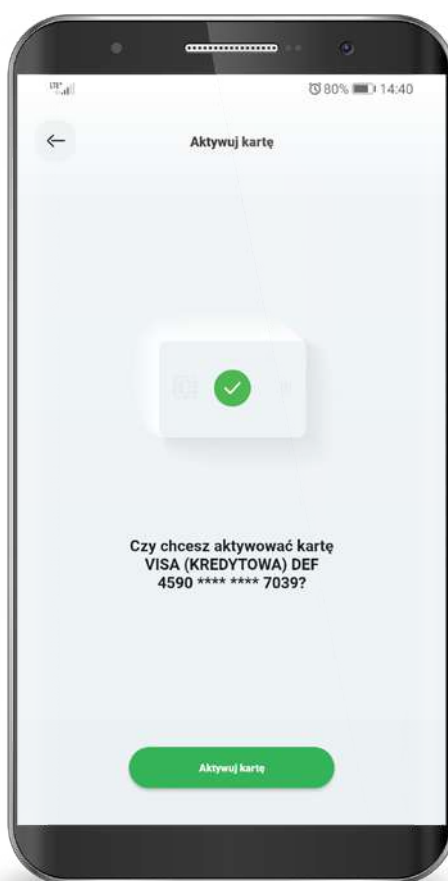 80% 14:40
Aktywuj kartę
Czy chcesz aktywować kartę
VISA (KREDYTOWA) DEF
4590 **** **** 7039?
Aktywuj kartę